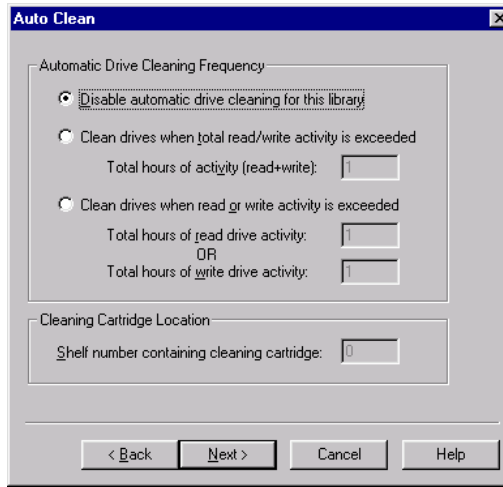 Auto Clean
Automatic Drive Cleaning Frequency
Disable automatic drive cleaning for this library
Clean drives when total read/write activity is exceeded
Total hours of activity (read+write): 1
Clean drives when read or write activity is exceeded
Total hours of read drive activity: 1
OR
Total hours of write drive activity: 1
Cleaning Cartridge Location
Shelf number containing cleaning cartridge: 0
< Back Next > Cancel Help